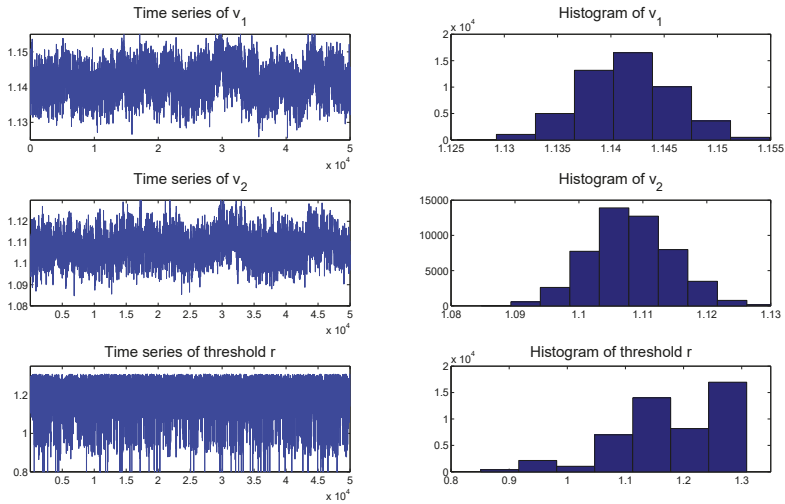 Time series of v1
1.15
1.14
1.13
0 1 2 3 4 5
x 10^4
Histogram of v1
x 10^4
2
1.5
1
0.5
0
1.125 1.13 1.135 1.14 1.145 1.15 1.155
Time series of v2
1.12
1.11
1.1
1.09
1.08
0.5 1 1.5 2 2.5 3 3.5 4 4.5 5
x 10^4
Histogram of v2
15000
10000
5000
0
1.08 1.09 1.1 1.11 1.12 1.13
Time series of threshold r
1.2
1
0.8
0.5 1 1.5 2 2.5 3 3.5 4 4.5 5
x 10^4
Histogram of threshold r
x 10^4
2
1.5
1
0.5
0
0.8 0.9 1 1.1 1.2 1.3